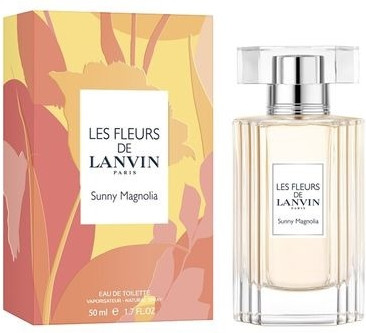 LES FLEURS
DE
LANVIN
PARIS
Sunny Magnolia
EAU DE TOILETTE
VAPORISATEUR - NATURAL SPRAY
50 ml e 1.7 FL.OZ
LES FLEURS
DE
LANVIN
PARIS
Sunny Magnolia